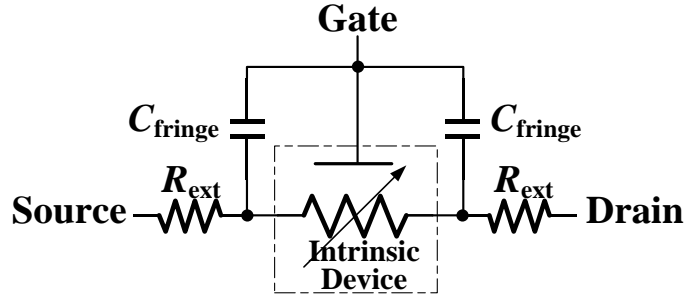 Gate
C_fringe
C_fringe
R_ext
R_ext
Source
Drain
Intrinsic
Device